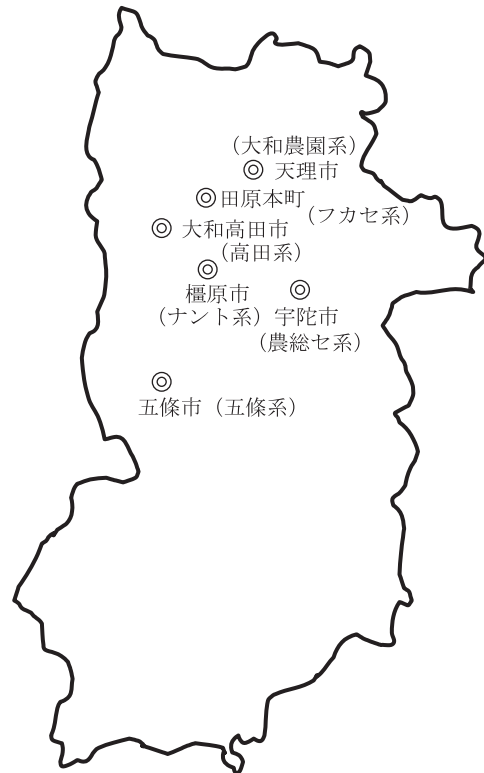 （大和農園系）
天理市
田原本町
（フカセ系）
大和高田市
（高田系）
橿原市
（ナント系）
宇陀市
（農総セ系）
五條市（五條系）